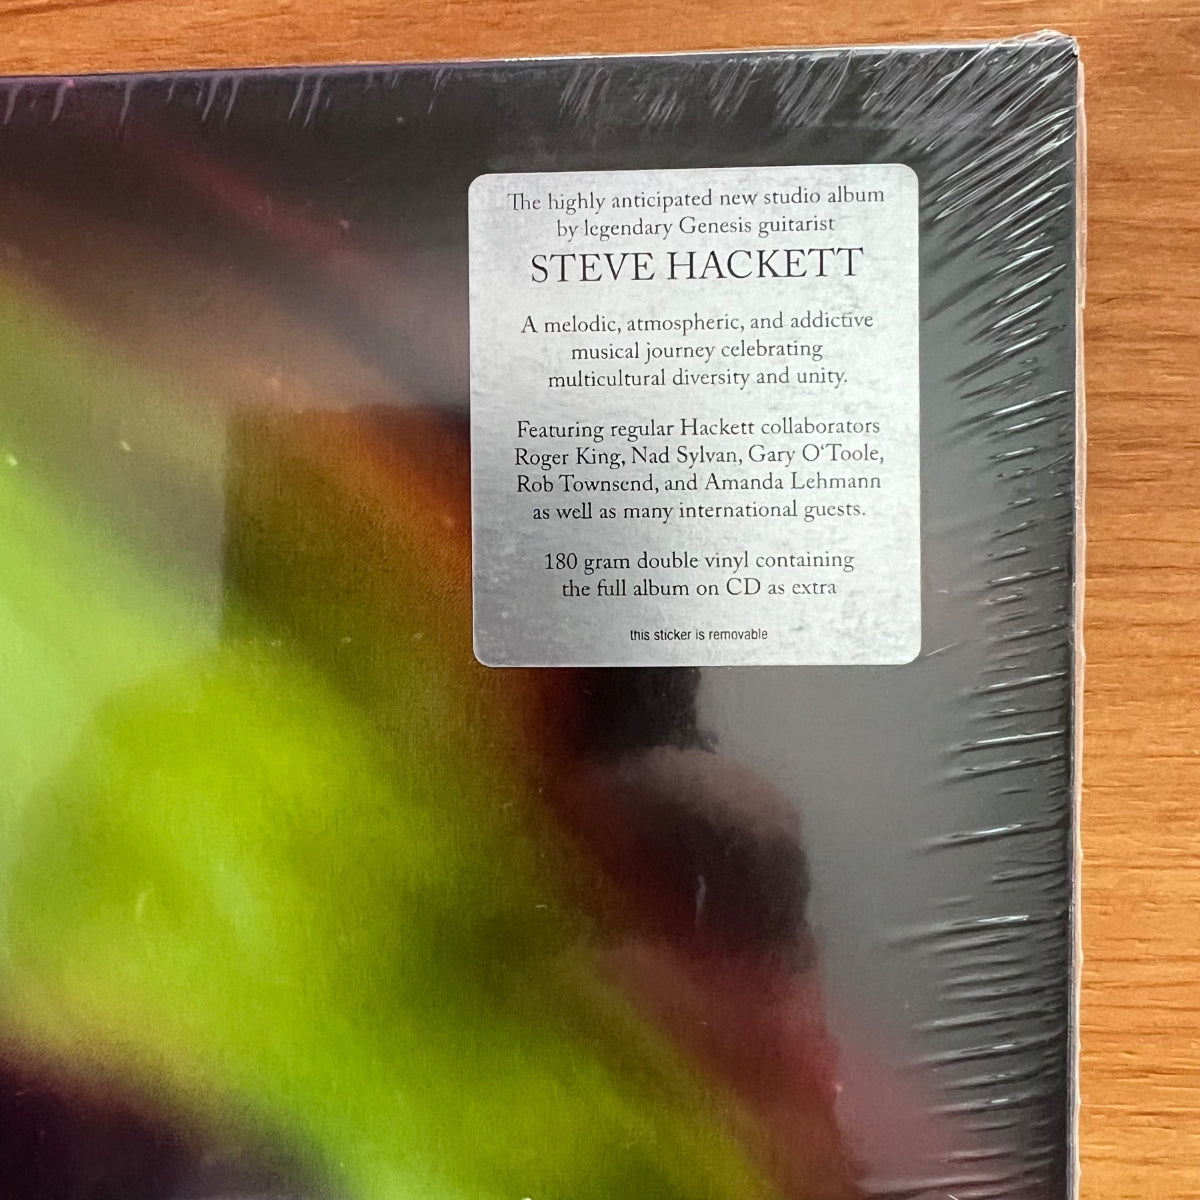 The highly anticipated new studio album
by legendary Genesis guitarist
STEVE HACKETT
A melodic, atmospheric, and addictive
musical journey celebrating
multicultural diversity and unity.
Featuring regular Hackett collaborators
Roger King, Nad Sylvan, Gary O‘Toole,
Rob Townsend, and Amanda Lehmann
as well as many international guests.
180 gram double vinyl containing
the full album on CD as extra
this sticker is removable